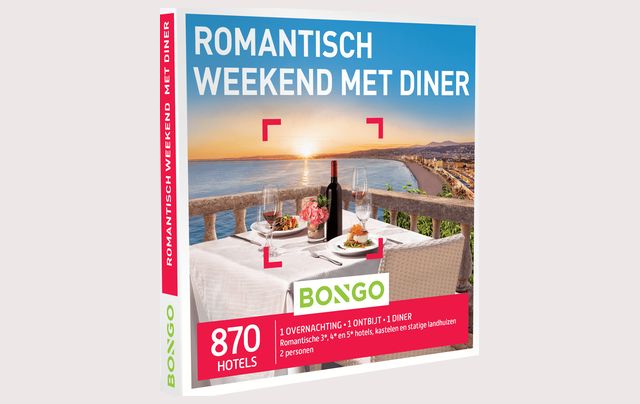 ROMANTISCH
WEEKEND MET DINER
ROMANTISCH WEEKEND MET DINER
BONGO
BONGO
870
HOTELS
1 OVERNACHTING • 1 ONTBIJT • 1 DINER
Romantische 3*, 4* en 5* hotels, kastelen en statige landhuizen
2 personen